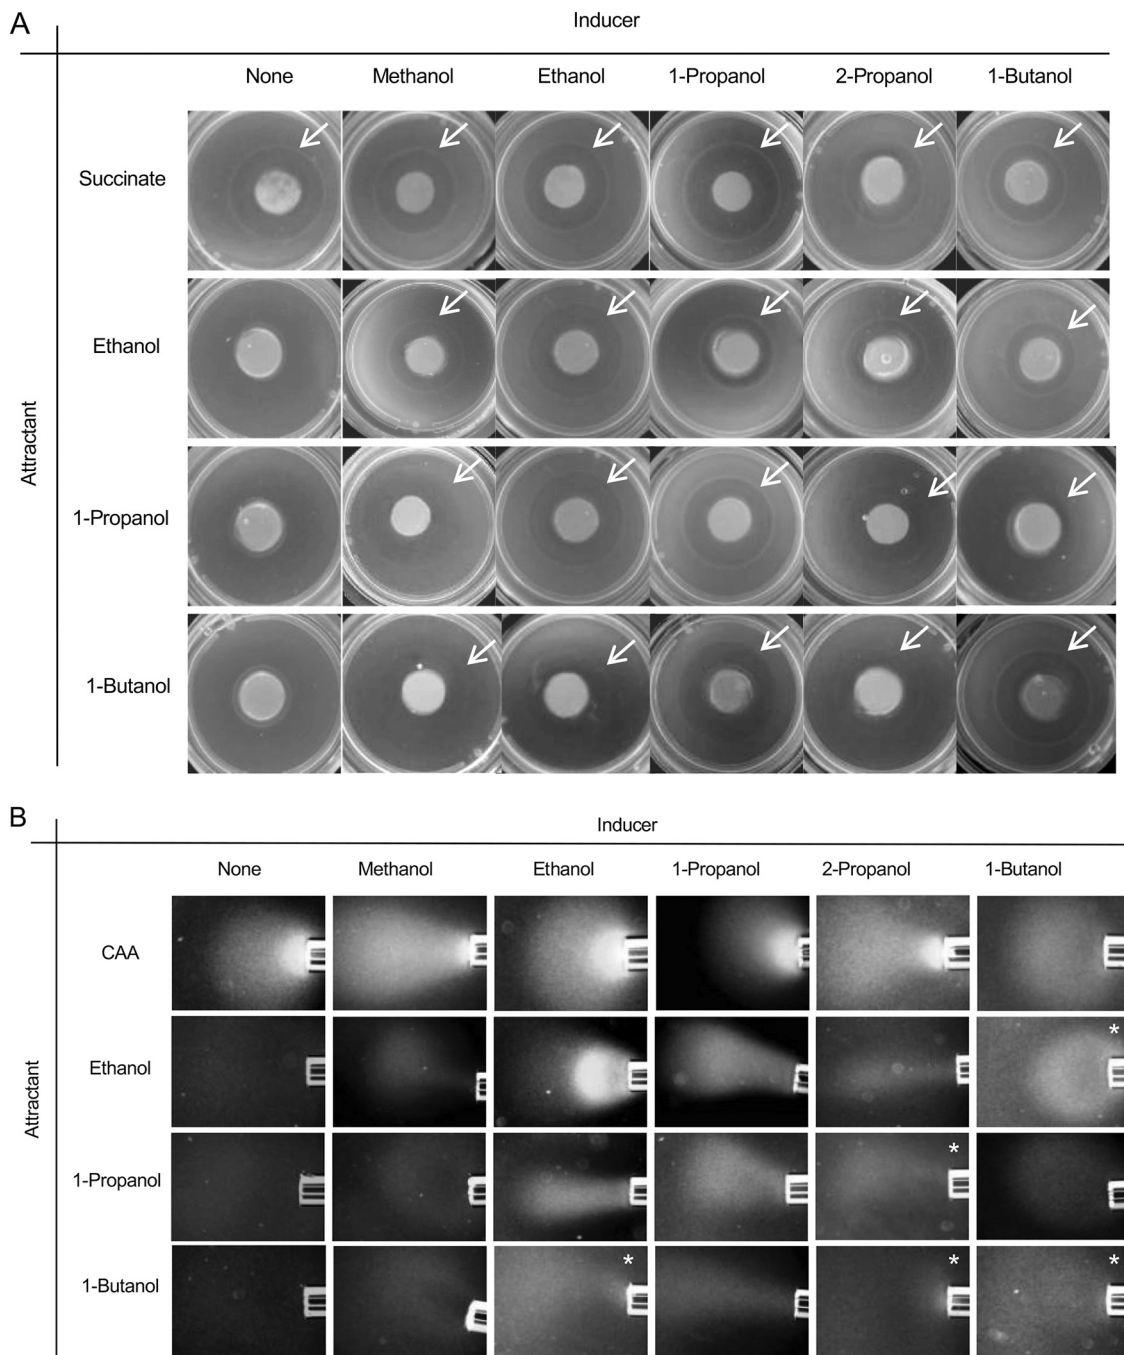 A
Inducer
None Methanol Ethanol 1-Propanol 2-Propanol 1-Butanol
Succinate
Ethanol
Attractant
1-Propanol
1-Butanol
B
Inducer
None Methanol Ethanol 1-Propanol 2-Propanol 1-Butanol
CAA
Ethanol
*
Attractant
1-Propanol
*
1-Butanol
* * *